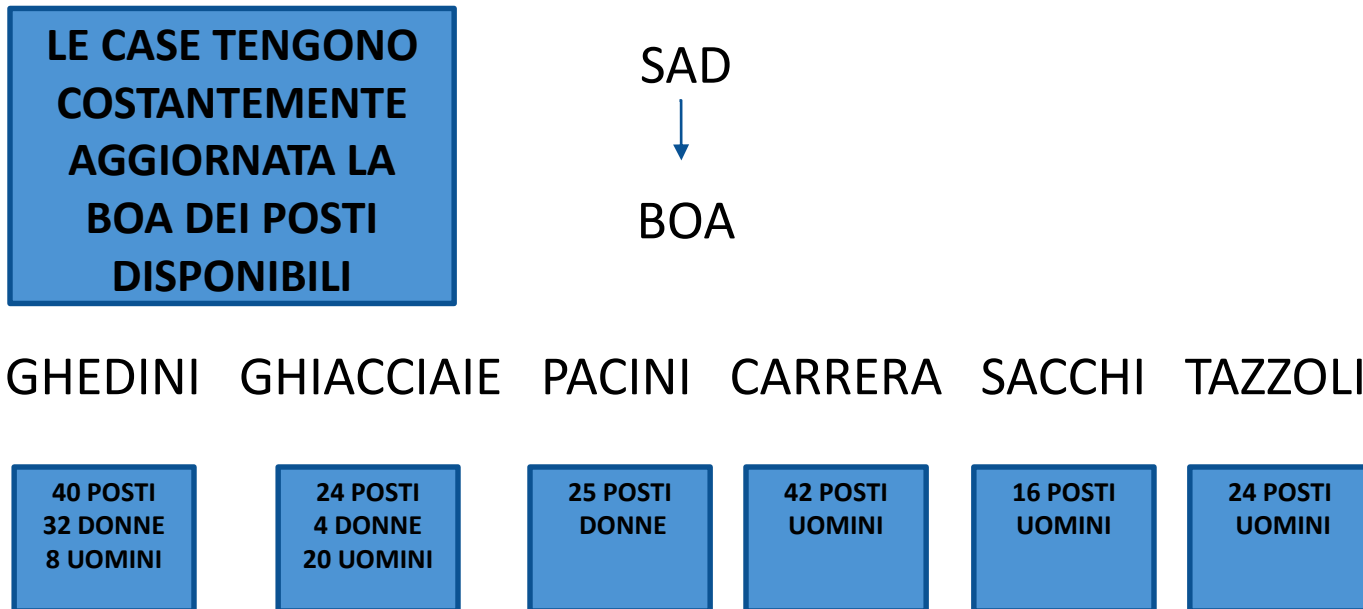 LE CASE TENGONO
COSTANTEMENTE
AGGIORNATA LA
BOA DEI POSTI
DISPONIBILI
SAD
BOA
GHEDINI GHIACCIAIE PACINI CARRERA SACCHI TAZZOLI
40 POSTI
32 DONNE
8 UOMINI
24 POSTI
4 DONNE
20 UOMINI
25 POSTI
DONNE
42 POSTI
UOMINI
16 POSTI
UOMINI
24 POSTI
UOMINI